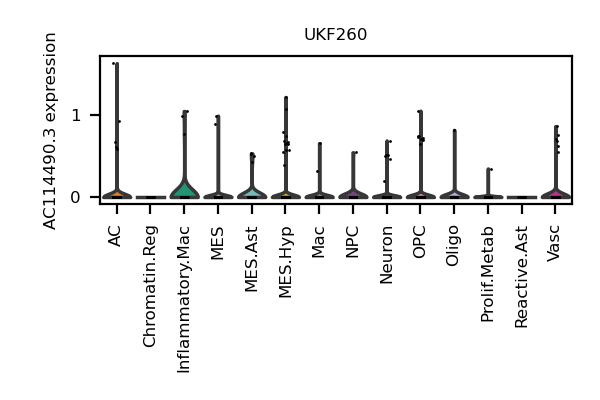 UKF260
AC114490.3 expression
1
0
AC
Chromatin.Reg
Inflammatory.Mac
MES
MES.Ast
MES.Hyp
Mac
NPC
Neuron
OPC
Oligo
Prolif.Metab
Reactive.Ast
Vasc